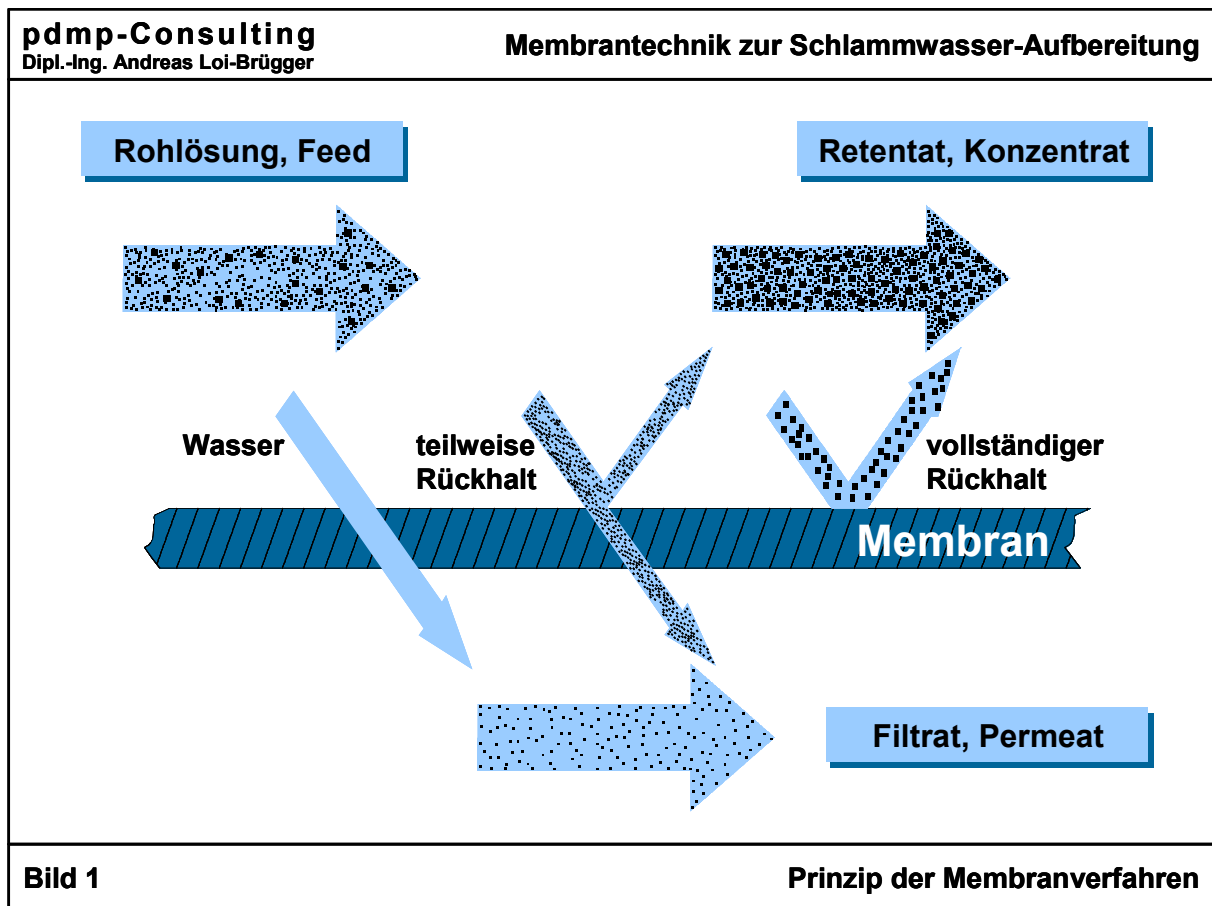 pdmp-Consulting
Dipl.-Ing. Andreas Loi-Brügger
Membrantechnik zur Schlammwasser-Aufbereitung
Rohlösung, Feed
Retentat, Konzentrat
Wasser
teilweise
Rückhalt
vollständiger
Rückhalt
Membran
Filtrat, Permeat
Bild 1
Prinzip der Membranverfahren